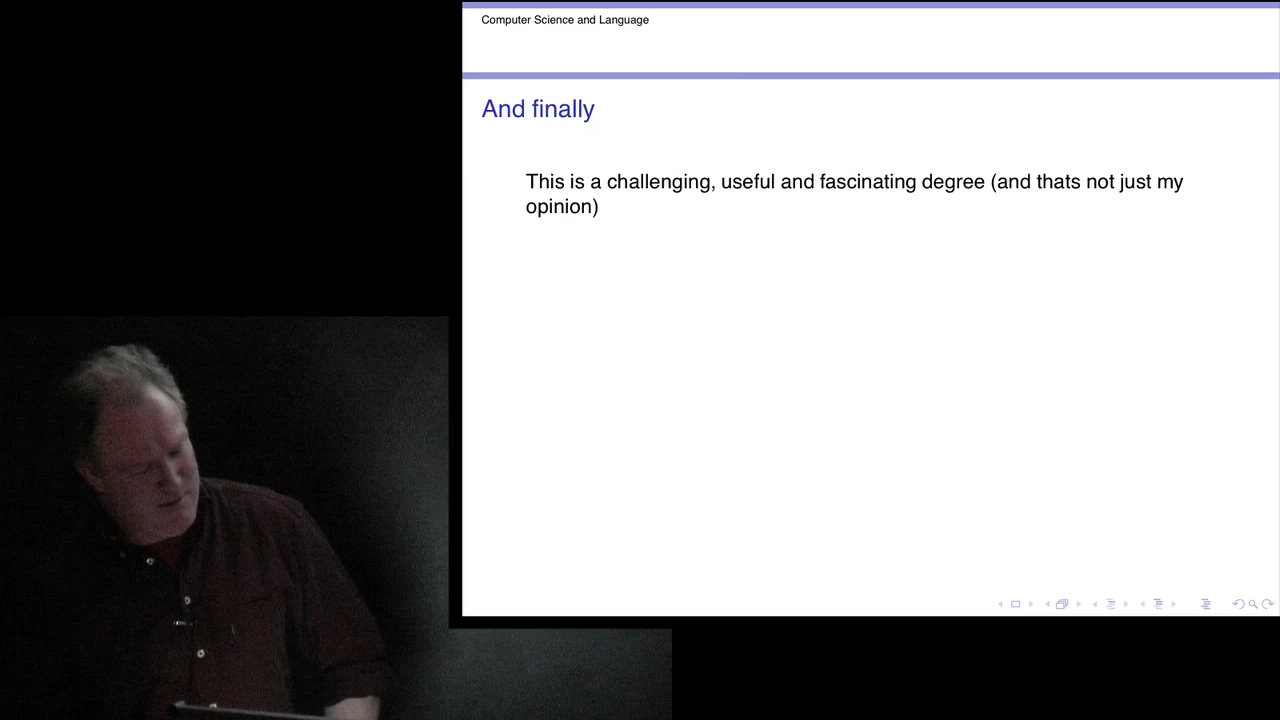 Computer Science and Language
And finally
This is a challenging, useful and fascinating degree (and thats not just my
opinion)